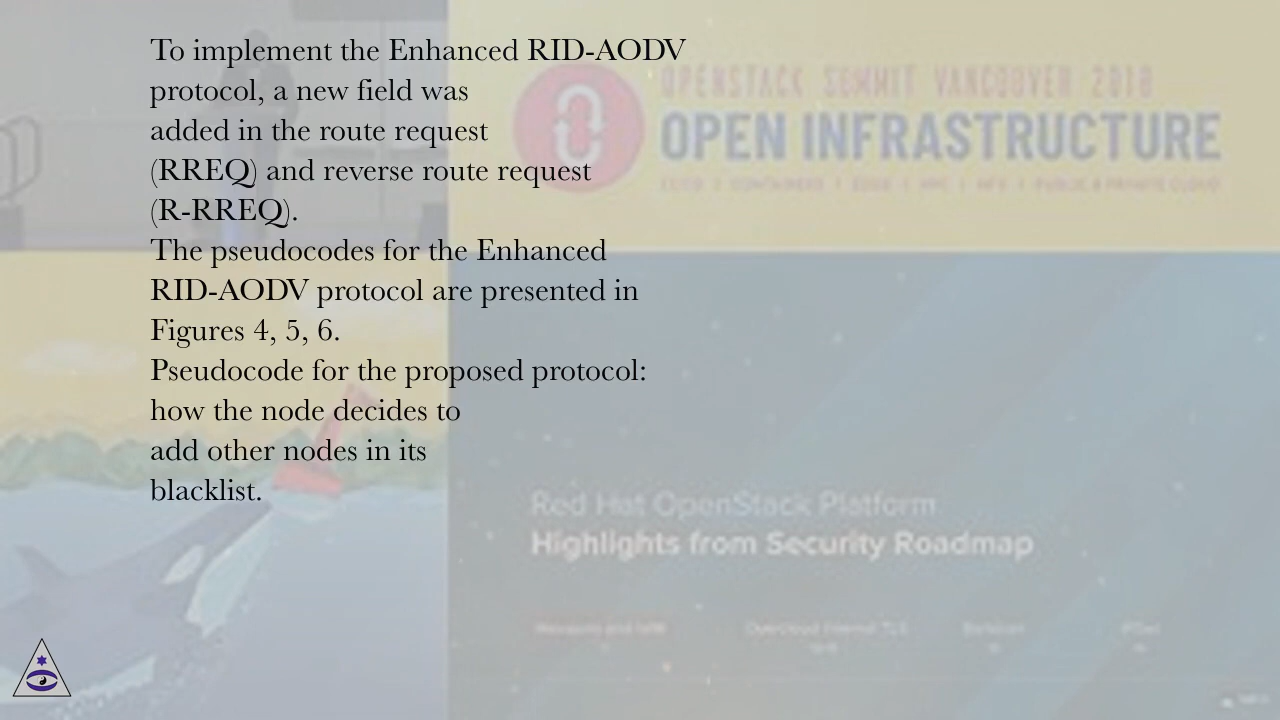 To implement the Enhanced RID-AODV
protocol, a new field was
added in the route request
(RREQ) and reverse route request
(R-RREQ).
The pseudocodes for the Enhanced
RID-AODV protocol are presented in
Figures 4, 5, 6.
Pseudocode for the proposed protocol:
how the node decides to
add other nodes in its
blacklist.
OPENSTACK SUMMIT VANCOUVER 2018
OPEN INFRASTRUCTURE
Red Hat OpenStack Platform
Highlights from Security Roadmap